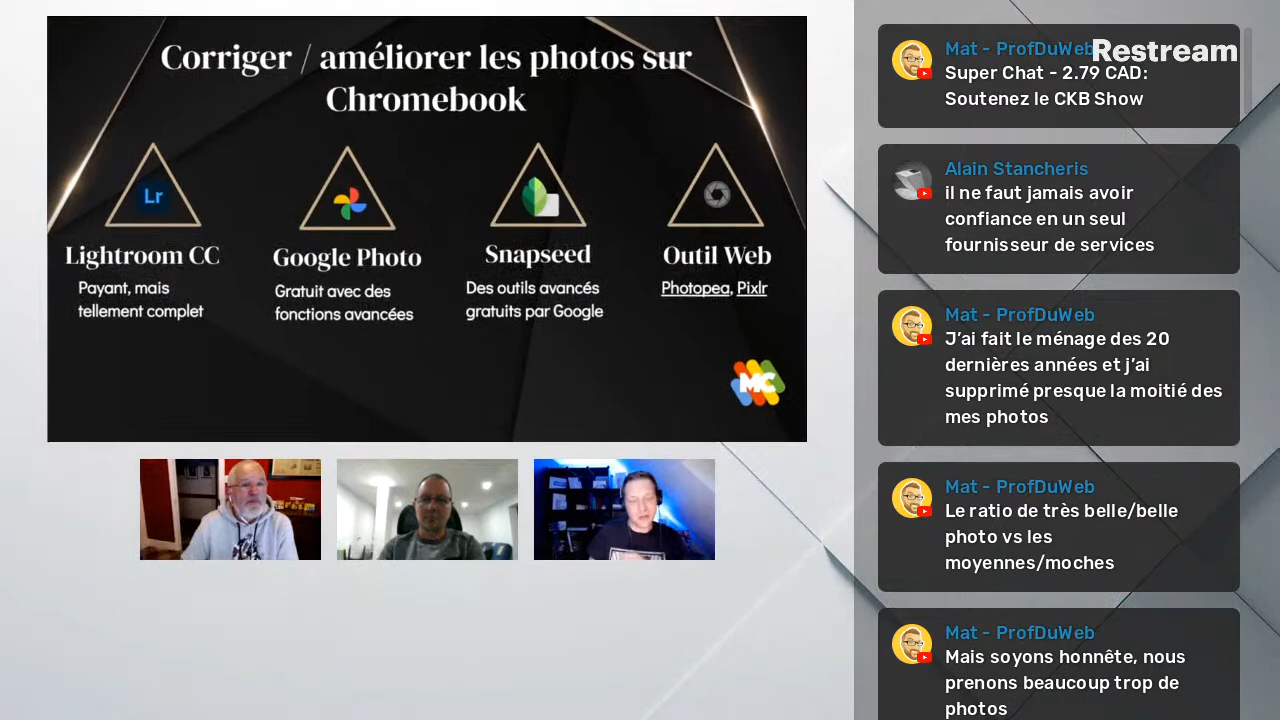 Corriger / améliorer les photos sur
Chromebook
Lr
Lightroom CC
Payant, mais
tellement complet
Google Photo
Gratuit avec des
fonctions avancées
Snapseed
Des outils avancés
gratuits par Google
Outil Web
Photopea, Pixlr
MC
Restream
Mat - ProfDuWeb
Super Chat - 2.79 CAD:
Soutenez le CKB Show
Alain Stancheris
il ne faut jamais avoir
confiance en un seul
fournisseur de services
Mat - ProfDuWeb
J’ai fait le ménage des 20
dernières années et j’ai
supprimé presque la moitié des
mes photos
Mat - ProfDuWeb
Le ratio de très belle/belle
photo vs les
moyennes/moches
Mat - ProfDuWeb
Mais soyons honnête, nous
prenons beaucoup trop de
photos